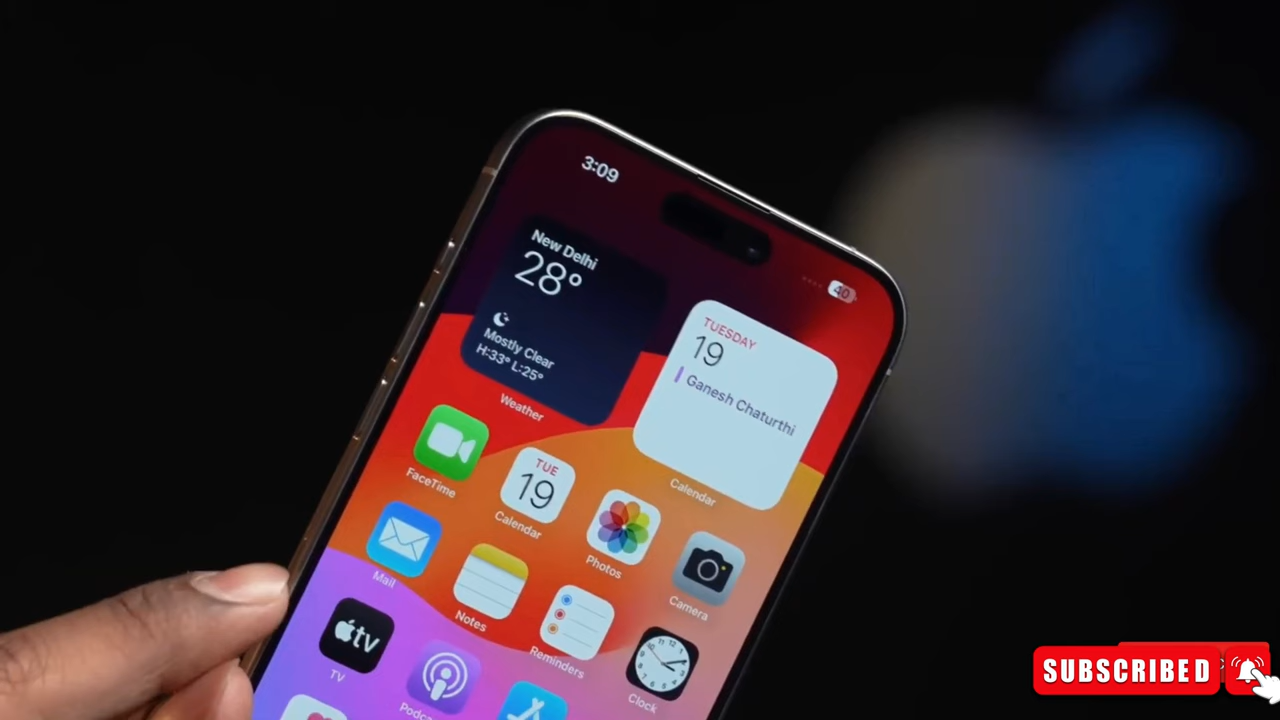 3:09
40
New Delhi
28°
Mostly Clear
H:33° L:25°
Weather
TUESDAY
19
Ganesh Chaturthi
Calendar
FaceTime
TUE
19
Calendar
Photos
Camera
Mail
Notes
Reminders
Clock
tv
TV
SUBSCRIBED